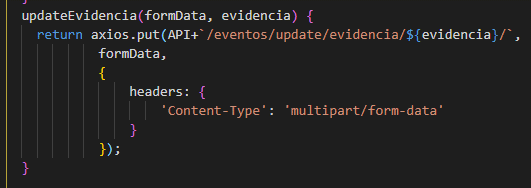 updateEvidencia(formData, evidencia) {
return axios.put(API+`/eventos/update/evidencia/${evidencia}/`,
formData,
{
headers: {
'Content-Type': 'multipart/form-data'
}
});
}